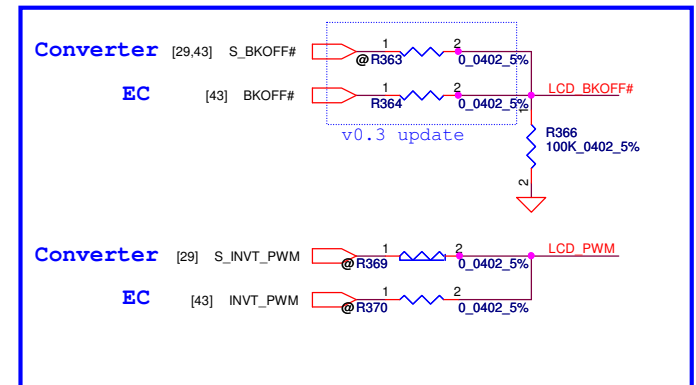 Converter [29,43] S_BKOFF# 1 2
@ R363 0_0402_5%
EC [43] BKOFF# 1 2 LCD_BKOFF#
R364 0_0402_5%
1
v0.3 update
R366
100K_0402_5%
2
Converter [29] S_INVT_PWM 1 2 LCD_PWM
@ R369 0_0402_5%
EC [43] INVT_PWM 1 2
@ R370 0_0402_5%